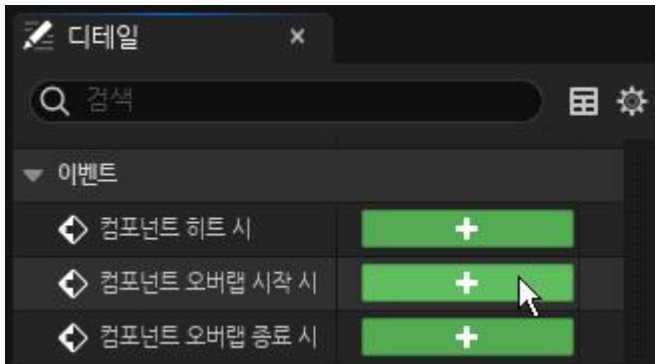 디테일
검색
이벤트
컴포넌트 히트 시
컴포넌트 오버랩 시작 시
컴포넌트 오버랩 종료 시